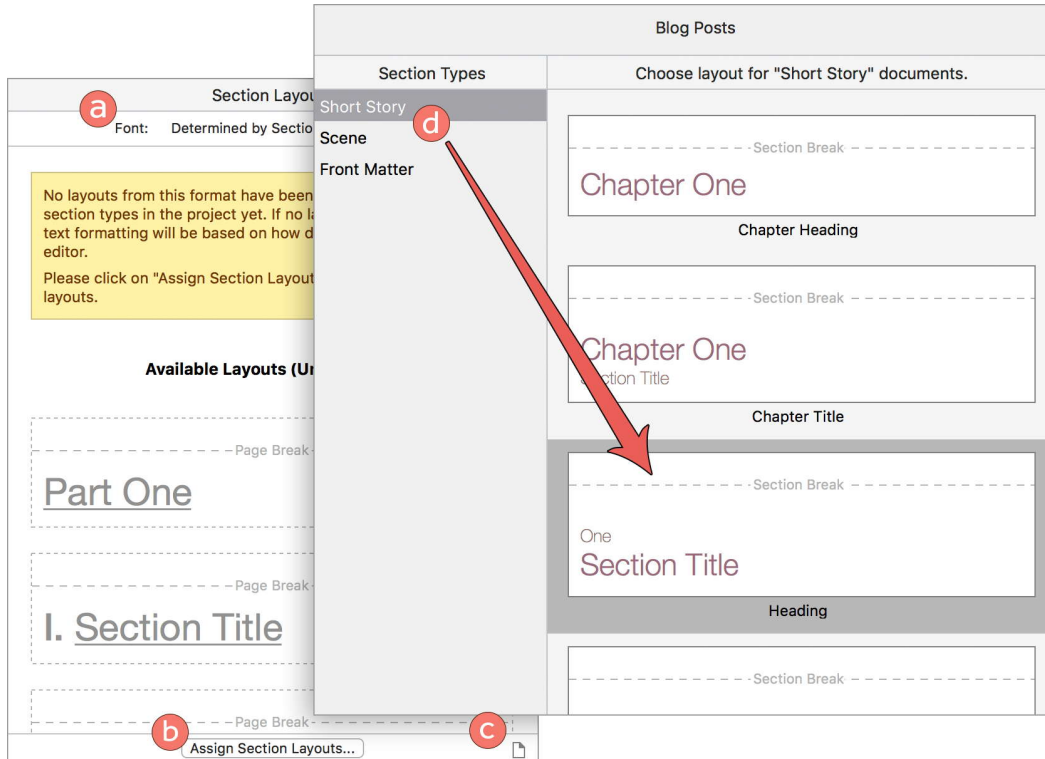 Blog Posts
Section Types
Choose layout for "Short Story" documents.
Short Story
Scene
Front Matter
d
Section Break
Chapter One
Chapter Heading
Section Break
Chapter One
Section Title
Chapter Title
Section Break
One
Section Title
Heading
Section Break
a
Section Layou
Font: Determined by Sectio
No layouts from this format have been
section types in the project yet. If no la
text formatting will be based on how d
editor.
Please click on "Assign Section Layout
layouts.
Available Layouts (Un
Page Break
Part One
Page Break
I. Section Title
Page Break
b
c
Assign Section Layouts...